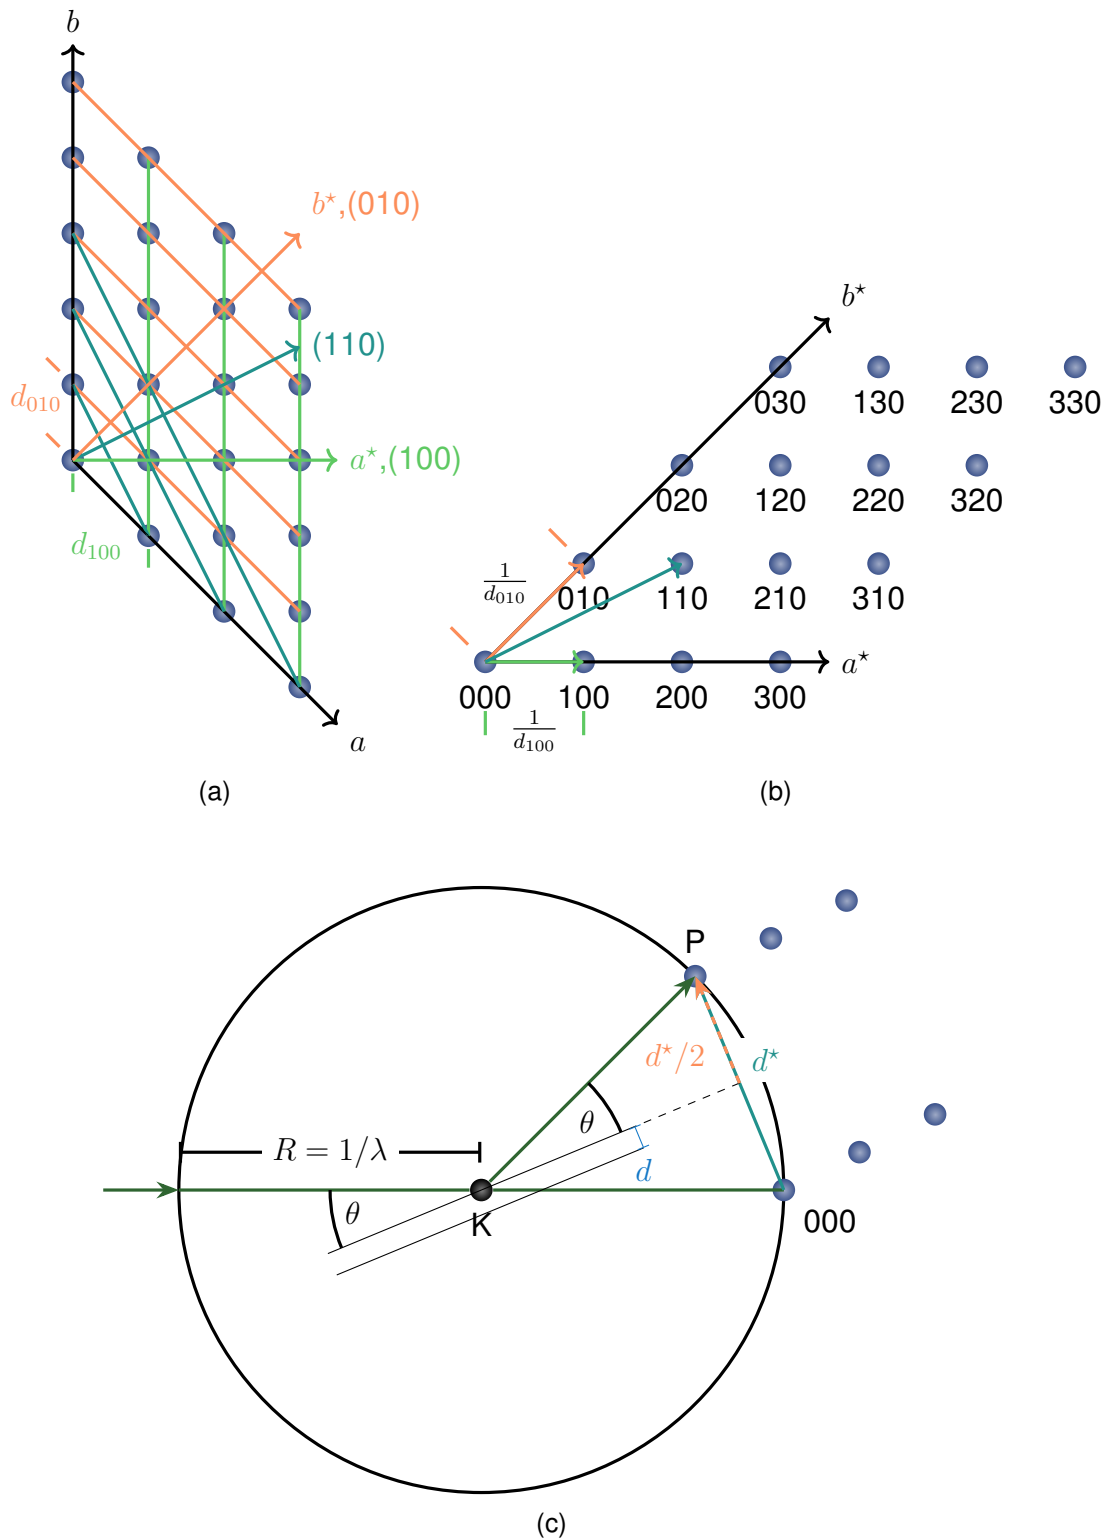 b
b*,(010)
(110)
d010
a*,(100)
d100
a
(a)
b*
030 130 230 330
020 120 220 320
1/d010
010 110 210 310
a*
000 100 200 300
1/d100
(b)
P
d*/2 d*
θ
R = 1/λ
d
θ
K
000
(c)